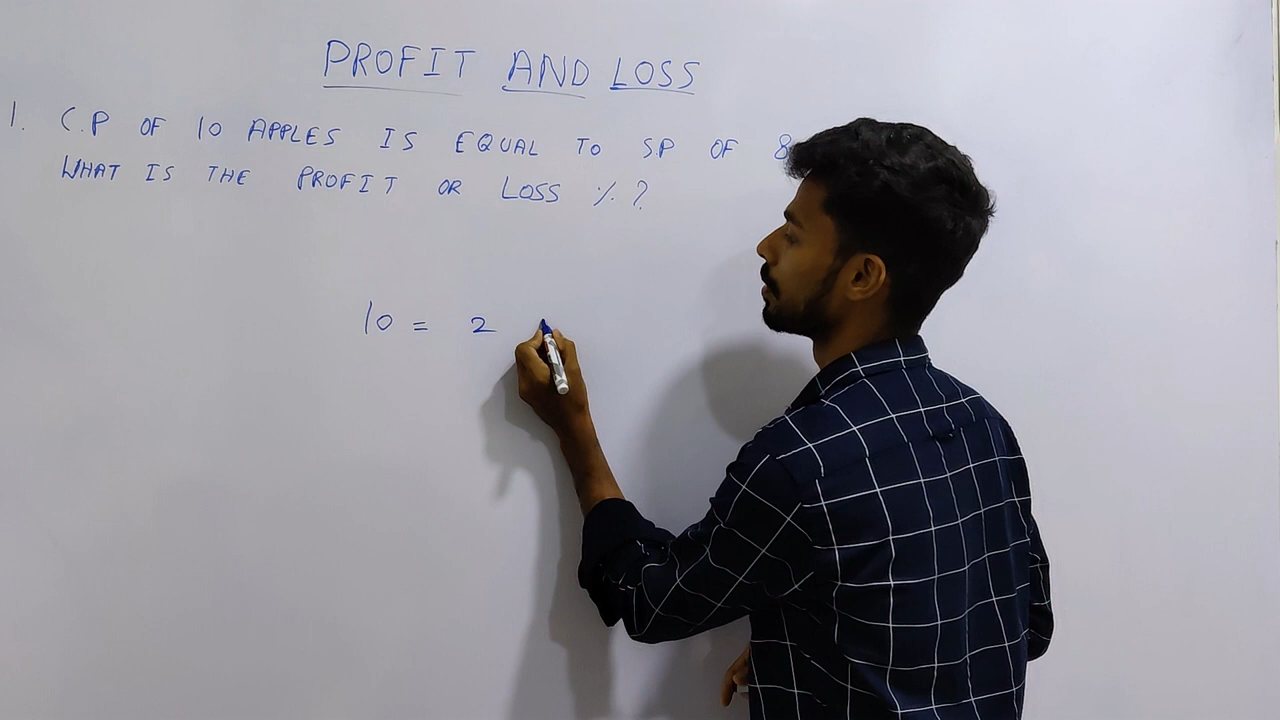 PROFIT AND LOSS
1. C.P OF 10 APPLES IS EQUAL TO S.P OF 8
WHAT IS THE PROFIT OR LOSS %?
10 = 2